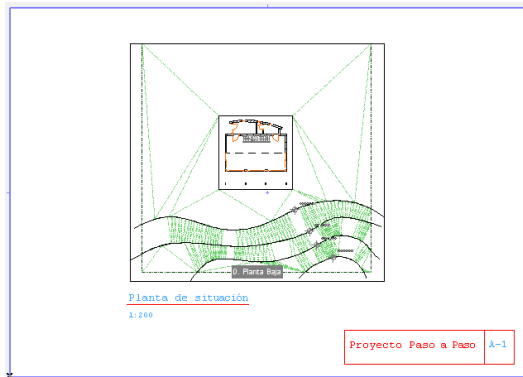 0. Planta Baja
Planta de situación
1:200
Proyecto Paso a Paso
A-1